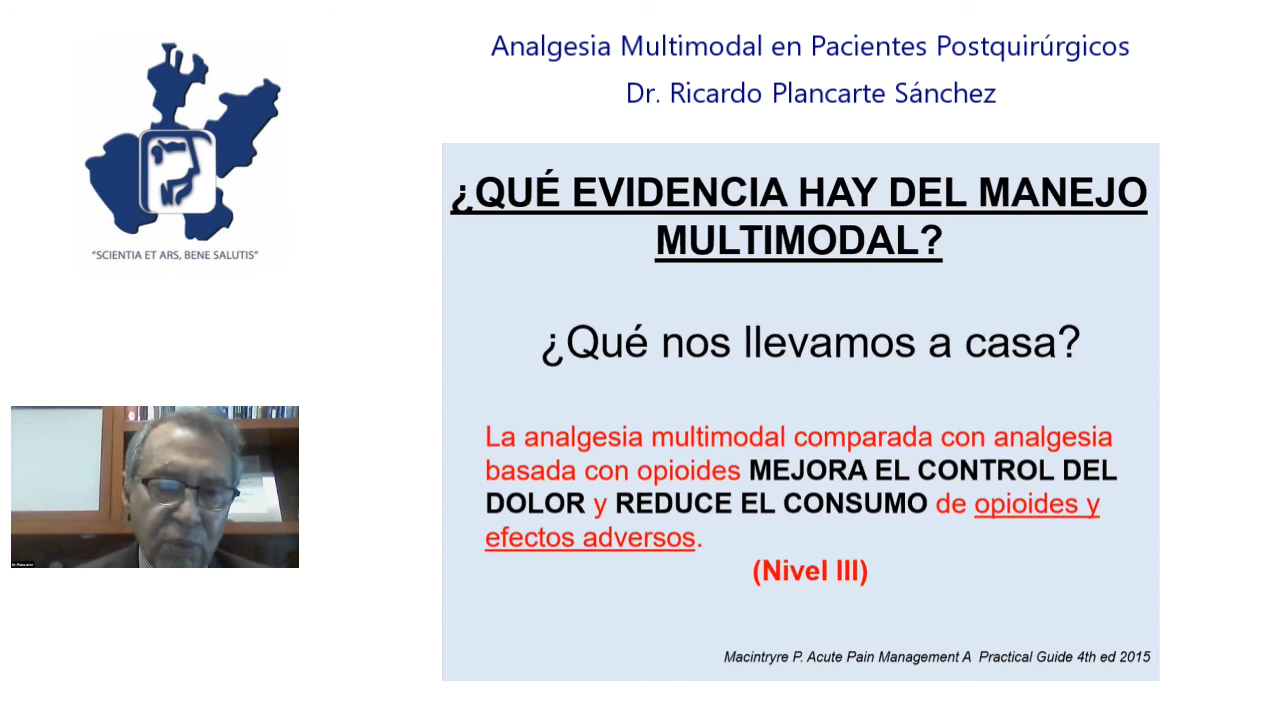 Analgesia Multimodal en Pacientes Postquirúrgicos
Dr. Ricardo Plancarte Sánchez
"SCIENTIA ET ARS, BENE SALUTIS"
¿QUÉ EVIDENCIA HAY DEL MANEJO
MULTIMODAL?
¿Qué nos llevamos a casa?
La analgesia multimodal comparada con analgesia
basada con opioides MEJORA EL CONTROL DEL
DOLOR y REDUCE EL CONSUMO de opioides y
efectos adversos.
(Nivel III)
Macintryre P. Acute Pain Management A Practical Guide 4th ed 2015
Dr Plancarte